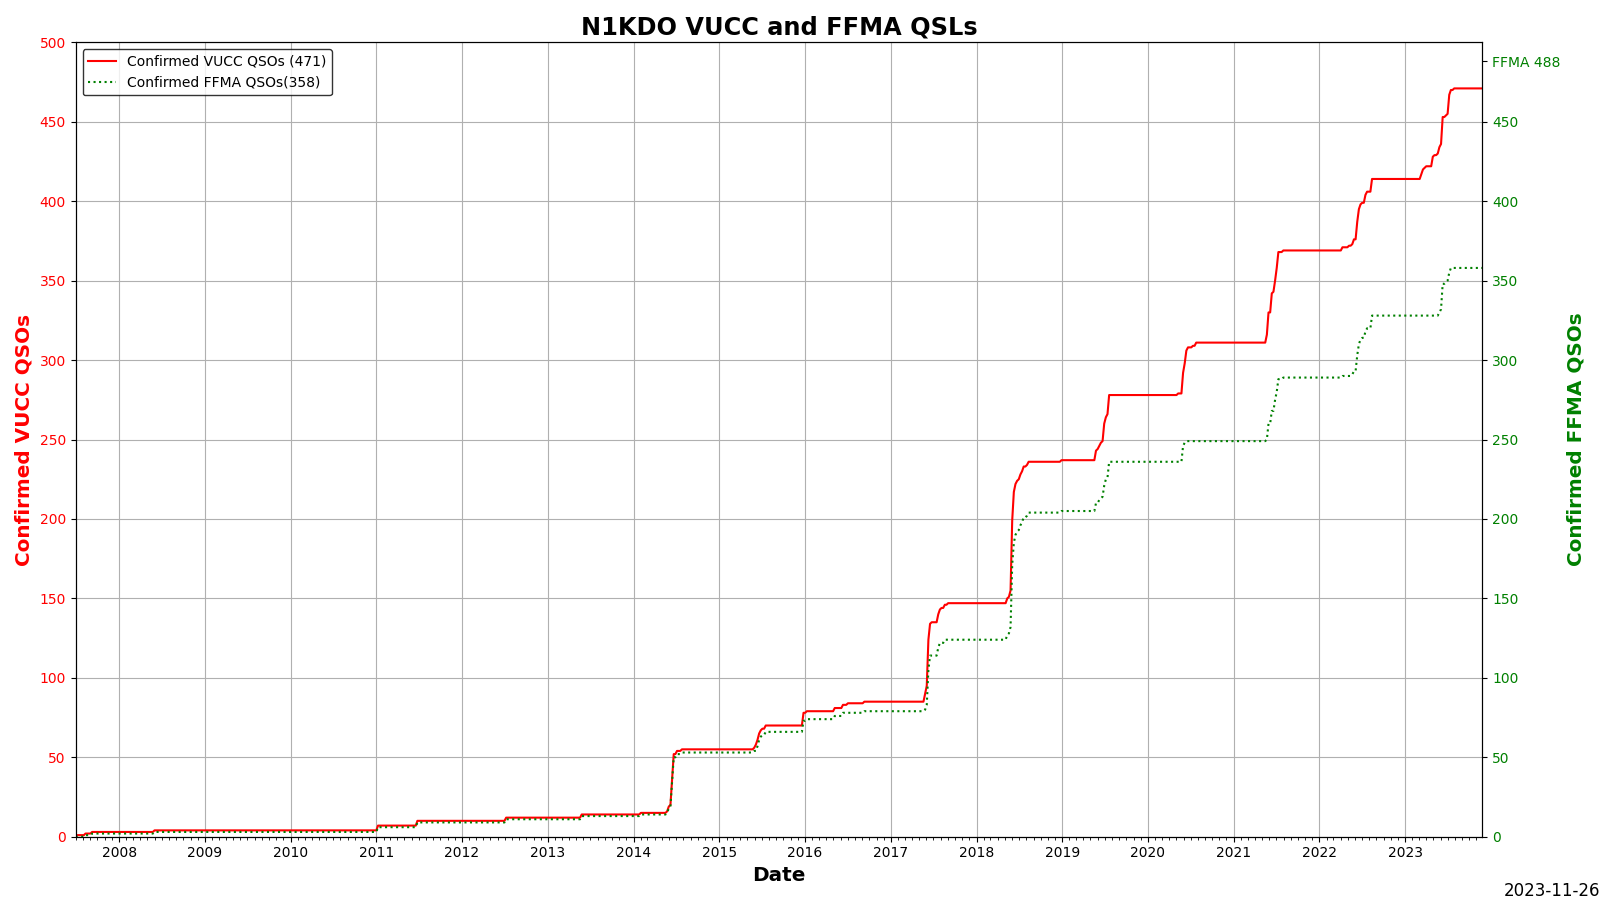 N1KDO VUCC and FFMA QSLs
Confirmed VUCC QSOs (471)
Confirmed FFMA QSOs(358)
500
450
400
350
300
250
200
150
100
50
0
Confirmed VUCC QSOs
FFMA 488
450
400
350
300
250
200
150
100
50
0
Confirmed FFMA QSOs
2008 2009 2010 2011 2012 2013 2014 2015 2016 2017 2018 2019 2020 2021 2022 2023
Date
2023-11-26